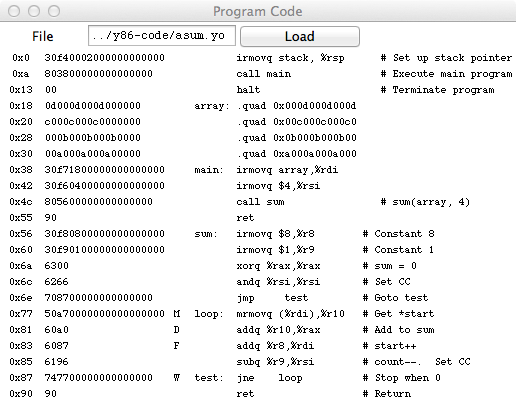 Program Code
File ../y86-code/asum.yo Load
0x0 30f40002000000000000 irmovq stack, %rsp # Set up stack pointer
0xa 803800000000000000 call main # Execute main program
0x13 00 halt # Terminate program
0x18 0d000d000d000000 array: .quad 0x000d000d000d
0x20 c000c000c0000000 .quad 0x00c000c000c0
0x28 000b000b000b0000 .quad 0x0b000b000b00
0x30 00a000a000a00000 .quad 0xa000a000a000
0x38 30f71800000000000000 main: irmovq array,%rdi
0x42 30f60400000000000000 irmovq $4,%rsi
0x4c 805600000000000000 call sum # sum(array, 4)
0x55 90 ret
0x56 30f80800000000000000 sum: irmovq $8,%r8 # Constant 8
0x60 30f90100000000000000 irmovq $1,%r9 # Constant 1
0x6a 6300 xorq %rax,%rax # sum = 0
0x6c 6266 andq %rsi,%rsi # Set CC
0x6e 708700000000000000 jmp test # Goto test
0x77 50a70000000000000000 M loop: mrmovq (%rdi),%r10 # Get *start
0x81 60a0 D addq %r10,%rax # Add to sum
0x83 6087 F addq %r8,%rdi # start++
0x85 6196 subq %r9,%rsi # count--. Set CC
0x87 747700000000000000 W test: jne loop # Stop when 0
0x90 90 ret # Return